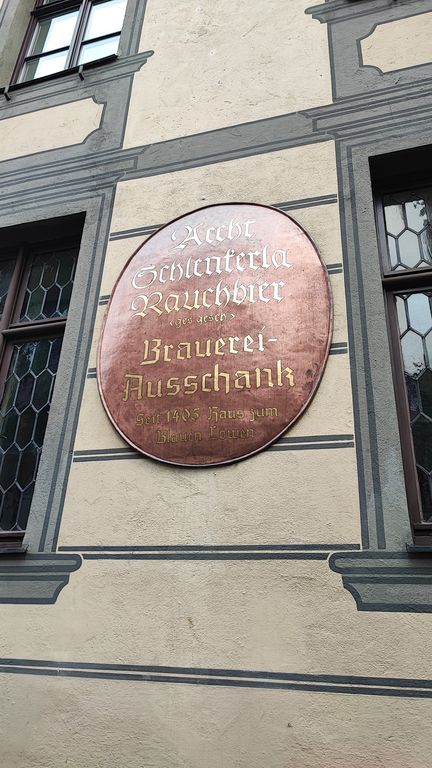 Aecht
Schlenkerla
Rauchbier
(ges. gesch.)
Brauerei-
Ausschank
Seit 1405 Haus zum
Blauen Löwen